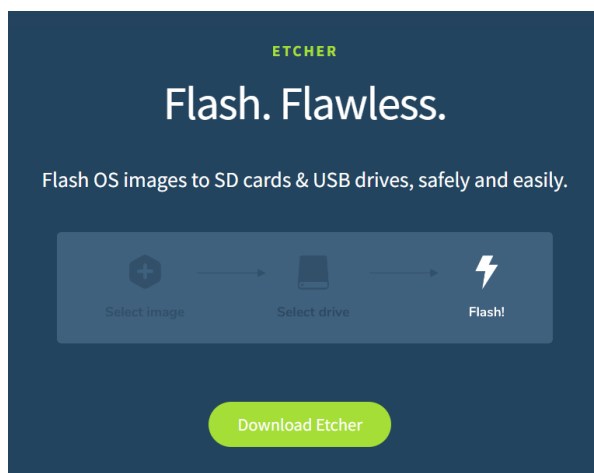 ETCHER
Flash. Flawless.
Flash OS images to SD cards & USB drives, safely and easily.
Select image
Select drive
Flash!
Download Etcher